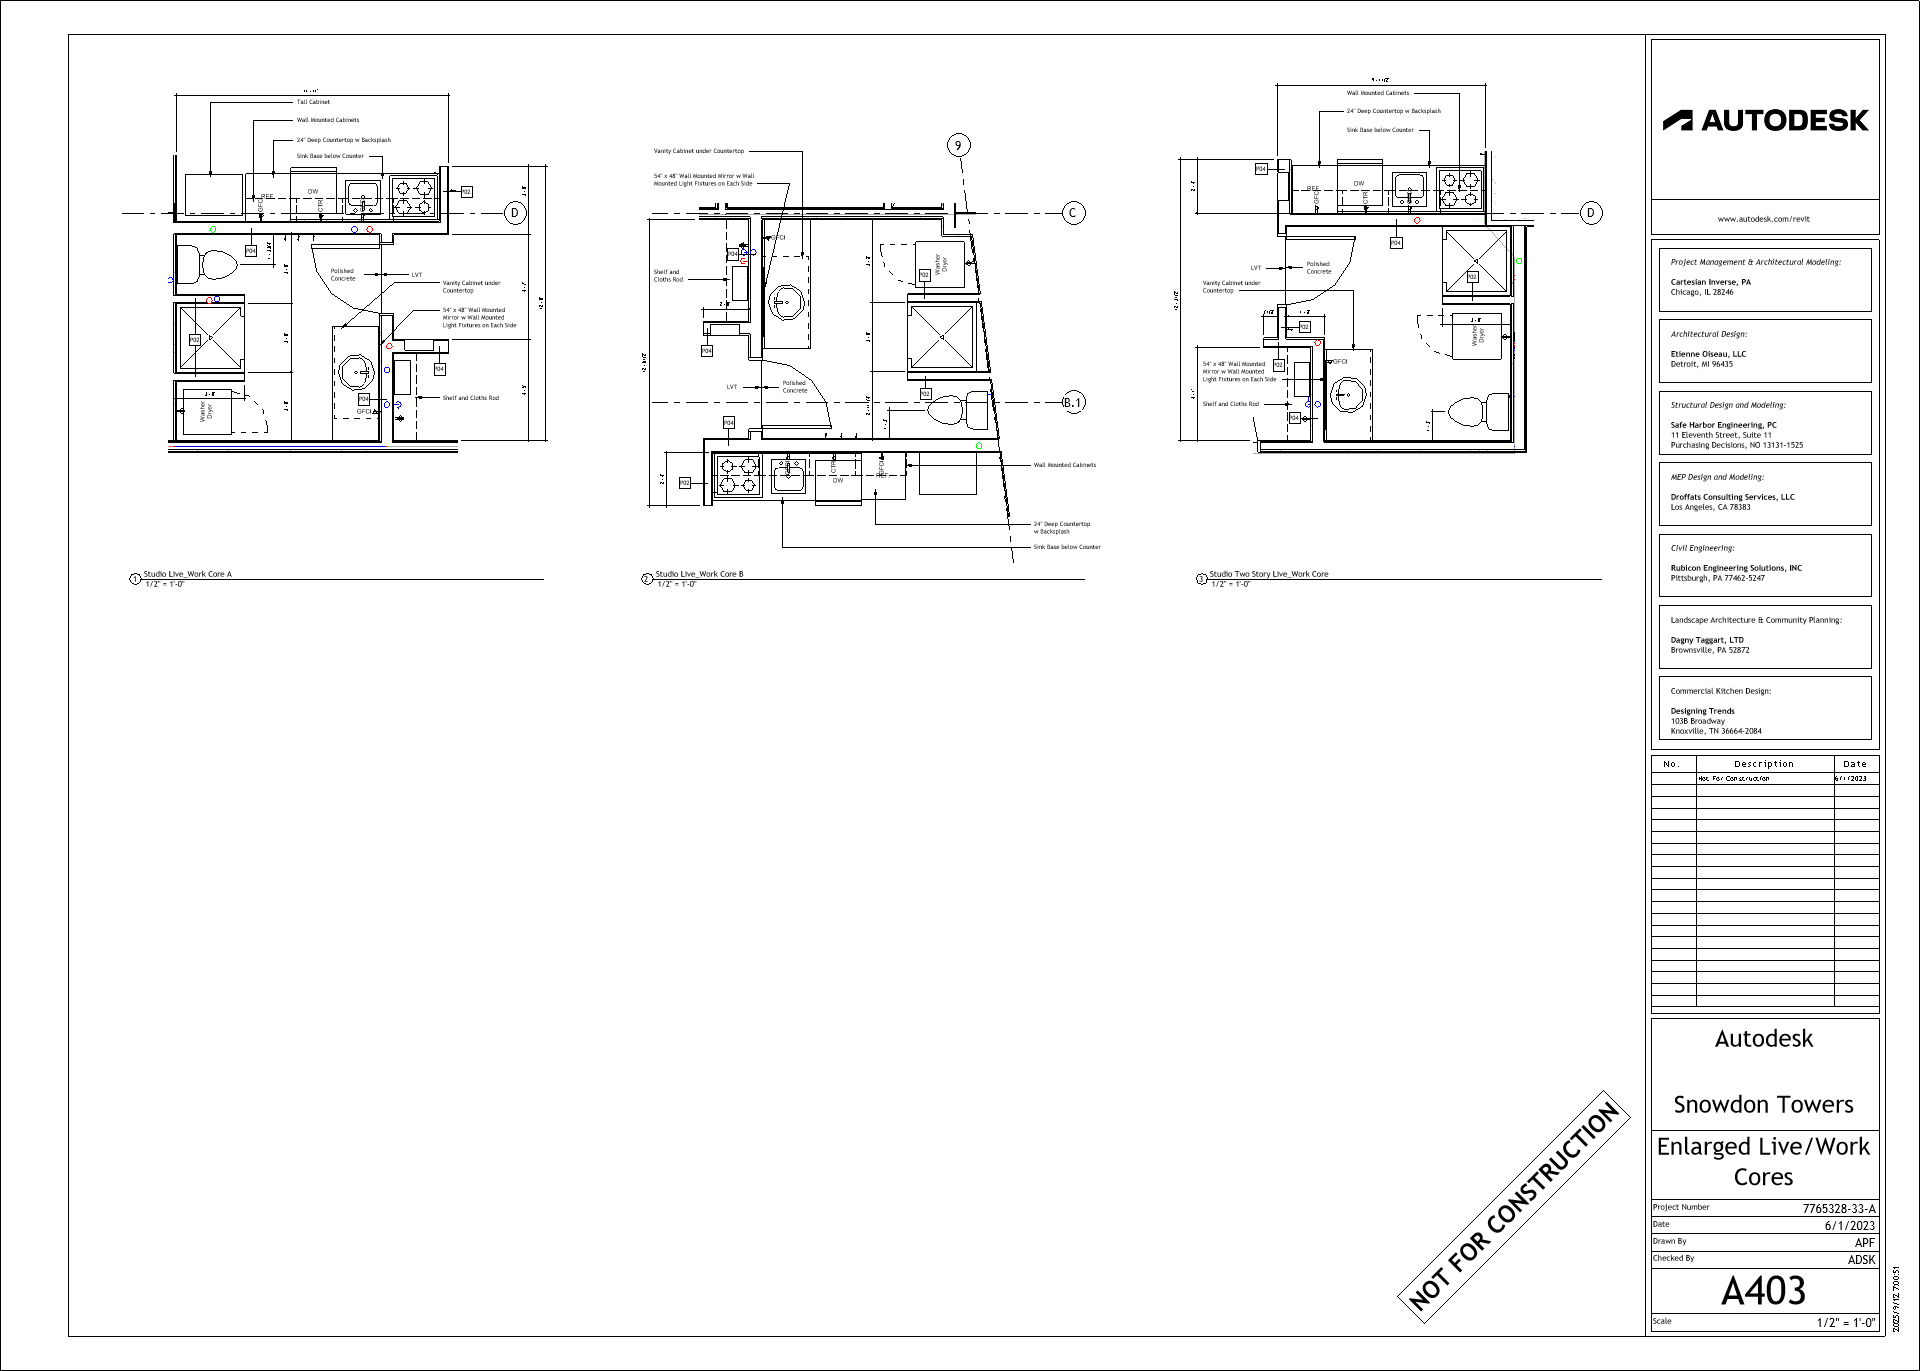 Tall Cabinet
Wall Mounted Cabinets
24" Deep Countertop w Backsplash
Sink Base below Counter
REF
GFCI
DW
CTR
P02
D
P04
Polished
Concrete
LVT
Vanity Cabinet under
Countertop
54" x 48" Wall Mounted
Mirror w Wall Mounted
Light Fixtures on Each Side
P02
P04
Washer
Dryer
P04
GFCI
Shelf and Cloths Rod
1
Studio Live_Work Core A
1/2" = 1'-0"
9
Vanity Cabinet under Countertop
54" x 48" Wall Mounted Mirror w Wall
Mounted Light Fixtures on Each Side
C
GFCI
P04
Shelf and
Cloths Rod
Washer
Dryer
P02
P04
LVT
Polished
Concrete
P02
B.1
P04
P02
CTR
DW
GFCI
REF
Wall Mounted Cabinets
24" Deep Countertop
w Backsplash
Sink Base below Counter
2
Studio Live_Work Core B
1/2" = 1'-0"
Wall Mounted Cabinets
24" Deep Countertop w Backsplash
Sink Base below Counter
P04
REF
GFCI
DW
CTR
D
P04
LVT
Polished
Concrete
P02
Vanity Cabinet under
Countertop
P02
Washer
Dryer
54" x 48" Wall Mounted
Mirror w Wall Mounted
Light Fixtures on Each Side
P02
GFCI
Shelf and Cloths Rod
P04
3
Studio Two Story Live_Work Core
1/2" = 1'-0"
NOT FOR CONSTRUCTION
AUTODESK
www.autodesk.com/revit
Project Management & Architectural Modeling:
Cartesian Inverse, PA
Chicago, IL 28246
Architectural Design:
Etienne Oiseau, LLC
Detroit, MI 96435
Structural Design and Modeling:
Safe Harbor Engineering, PC
11 Eleventh Street, Suite 11
Purchasing Decisions, NO 13131-1525
MEP Design and Modeling:
Droffats Consulting Services, LLC
Los Angeles, CA 78383
Civil Engineering:
Rubicon Engineering Solutions, INC
Pittsburgh, PA 77462-5247
Landscape Architecture & Community Planning:
Dagny Taggart, LTD
Brownsville, PA 52872
Commercial Kitchen Design:
Designing Trends
103B Broadway
Knoxville, TN 36664-2084
No. Description Date
Not For Construction 6/1/2023
Autodesk
Snowdon Towers
Enlarged Live/Work
Cores
Project Number 7765328-33-A
Date 6/1/2023
Drawn By APF
Checked By ADSK
A403
Scale 1/2" = 1'-0"
2025/9/12 7:00:51